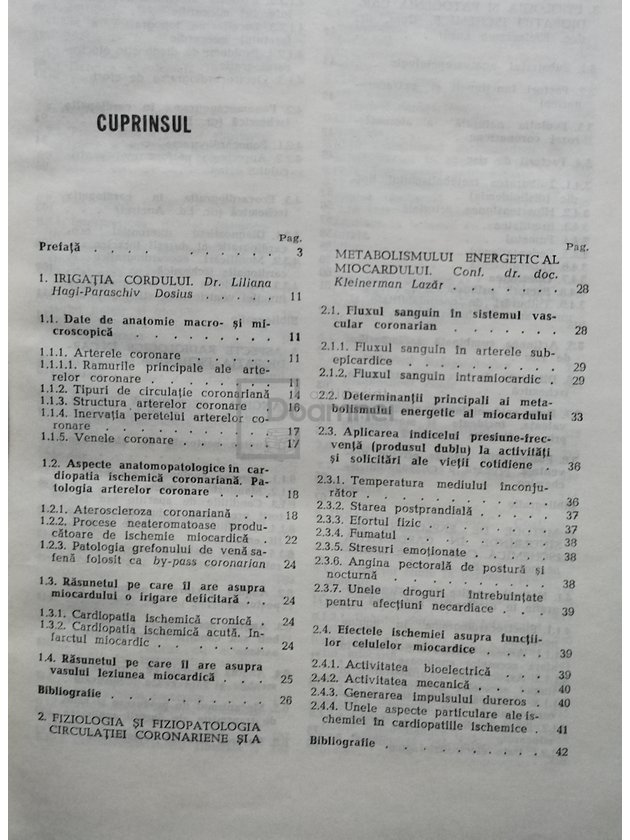 CUPRINSUL
Pag.
Prefață . . . . . . . . . 3
1. IRIGAȚIA CORDULUI. Dr. Liliana
Hagi-Paraschiv Dosius . . . . . 11
1.1. Date de anatomie macro- și mi-
croscopică . . . . . . . . 11
1.1.1. Arterele coronare . . . . . 11
1.1.1.1. Ramurile principale ale arte-
relor coronare . . . . . . . 11
1.1.2. Tipuri de circulație coronariană 14
1.1.3. Structura arterelor coronare . 16
1.1.4. Inervația peretelui arterelor co-
ronare . . . . . . . . . 17
1.1.5. Venele coronare . . . . . 17
1.2. Aspecte anatomopatologice in car-
diopatia ischemică coronariană. Pa-
tologia arterelor coronare . . . . 18
1.2.1. Ateroscleroza coronariană . . 18
1.2.2. Procese neateromatoase produ-
cătoare de ischemie miocardică . 22
1.2.3. Patologia grefonului de venă sa-
fenă folosit ca by-pass coronarian 24
1.3. Răsunetul pe care îl are asupra
miocardului o irigare deficitară . . 24
1.3.1. Cardiopatia ischemică cronică . 24
1.3.2. Cardiopatia ischemică acută. In-
farctul miocardic . . . . . . 24
1.4. Răsunetul pe care îl are asupra
vasului leziunea miocardică . . . 25
Bibliografie . . . . . . . . 26
2. FIZIOLOGIA ȘI FIZIOPATOLOGIA
CIRCULAȚIEI CORONARIENE ȘI A
Pag.
METABOLISMULUI ENERGETIC AL
MIOCARDULUI. Conf. dr. doc.
Kleinerman Lazăr . . . . . . 28
2.1. Fluxul sanguin în sistemul vas-
cular coronarian . . . . . . 28
2.1.1. Fluxul sanguin în arterele sub-
epicardice . . . . . . . . 29
2.1.2. Fluxul sanguin intramiocardic . 29
2.2. Determinanții principali ai meta-
bolismului energetic al miocardului 33
2.3. Aplicarea indicelui presiune-frec-
vență (produsul dublu) la activități
și solicitări ale vieții cotidiene . 36
2.3.1. Temperatura mediului înconju-
rător . . . . . . . . . . 36
2.3.2. Starea postprandială . . . . 37
2.3.3. Efortul fizic . . . . . . . 37
2.3.4. Fumatul . . . . . . . . 38
2.3.5. Stresuri emoționate . . . . 38
2.3.6. Angina pectorală de postură și
nocturnă . . . . . . . . . 38
2.3.7. Unele droguri întrebuințate
pentru afecțiuni necardiace . . . 39
2.4. Efectele ischemiei asupra funcții-
ilor celulelor miocardice . . . . 39
2.4.1. Activitatea bioelectrică . . . 39
2.4.2. Activitatea mecanică . . . . 40
2.4.3. Generarea impulsului dureros . 40
2.4.4. Unele aspecte particulare ale is-
chemiei în cardiopatiile ischemice . 41
Bibliografie . . . . . . . . 42